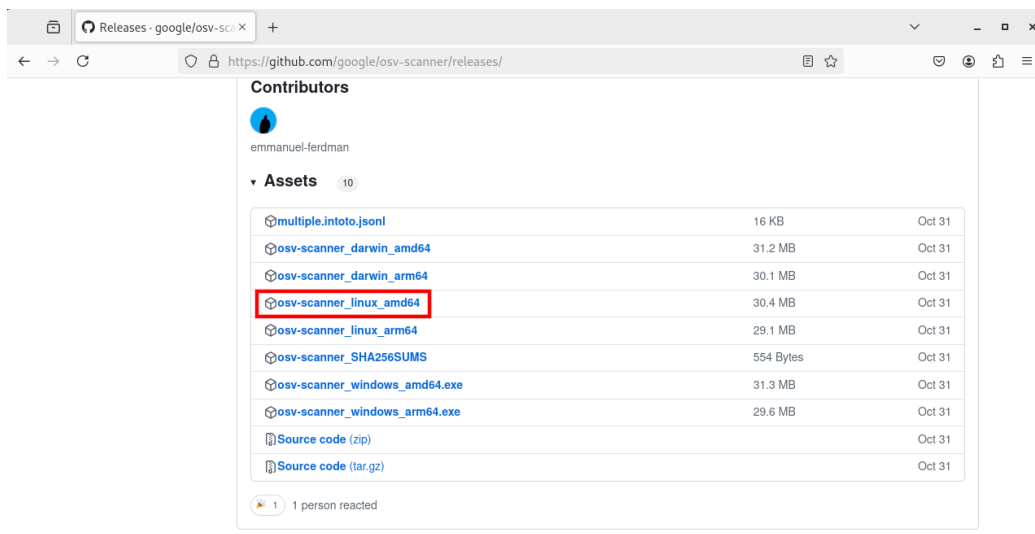 Releases · google/osv-sca
https://github.com/google/osv-scanner/releases/
Contributors
emmanuel-ferdman
Assets 10
multiple.intoto.jsonl 16 KB Oct 31
osv-scanner_darwin_amd64 31.2 MB Oct 31
osv-scanner_darwin_arm64 30.1 MB Oct 31
osv-scanner_linux_amd64 30.4 MB Oct 31
osv-scanner_linux_arm64 29.1 MB Oct 31
osv-scanner_SHA256SUMS 554 Bytes Oct 31
osv-scanner_windows_amd64.exe 31.3 MB Oct 31
osv-scanner_windows_arm64.exe 29.6 MB Oct 31
Source code (zip) Oct 31
Source code (tar.gz) Oct 31
1 1 person reacted